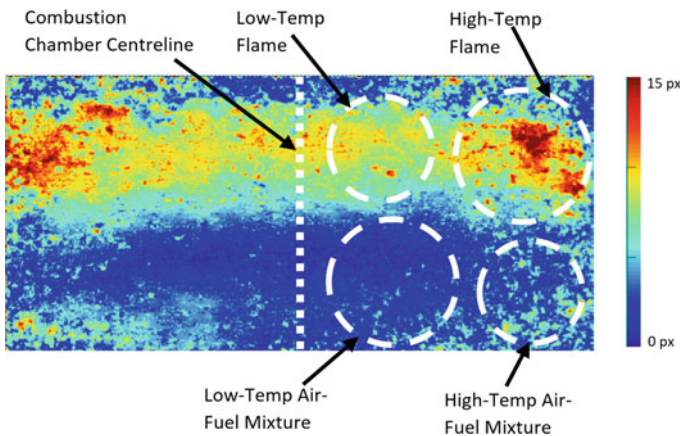 Combustion
Chamber Centreline
Low-Temp
Flame
High-Temp
Flame
15 px
0 px
Low-Temp Air-
Fuel Mixture
High-Temp Air-
Fuel Mixture